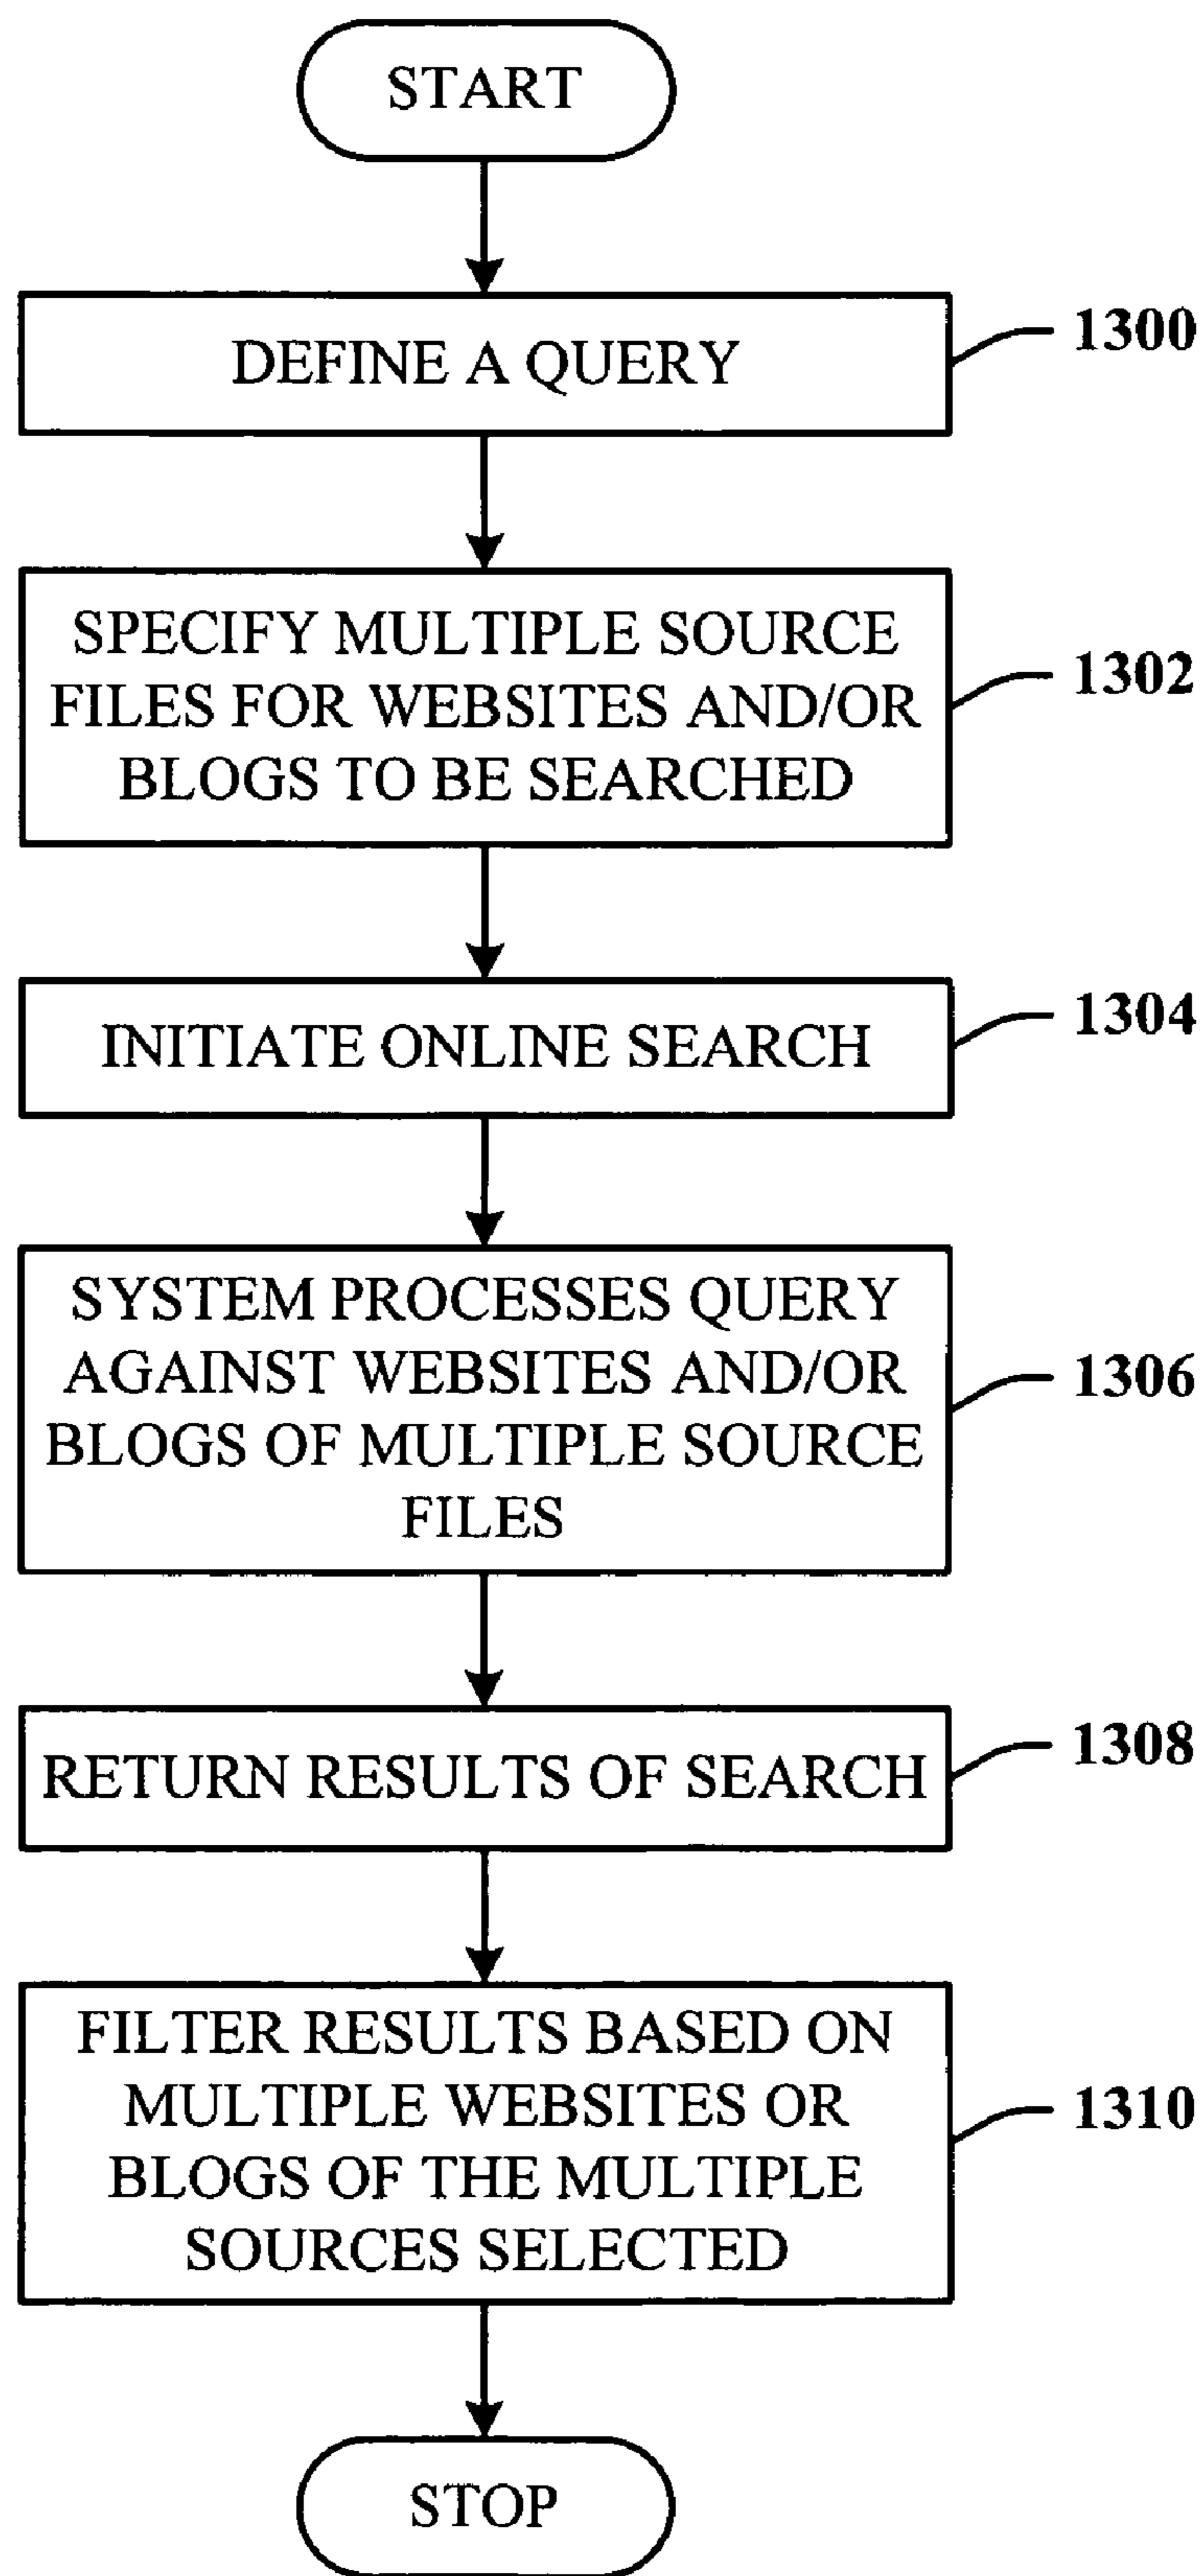 START
DEFINE A QUERY
1300
SPECIFY MULTIPLE SOURCE
FILES FOR WEBSITES AND/OR
BLOGS TO BE SEARCHED
1302
INITIATE ONLINE SEARCH
1304
SYSTEM PROCESSES QUERY
AGAINST WEBSITES AND/OR
BLOGS OF MULTIPLE SOURCE
FILES
1306
RETURN RESULTS OF SEARCH
1308
FILTER RESULTS BASED ON
MULTIPLE WEBSITES OR
BLOGS OF THE MULTIPLE
SOURCES SELECTED
1310
STOP